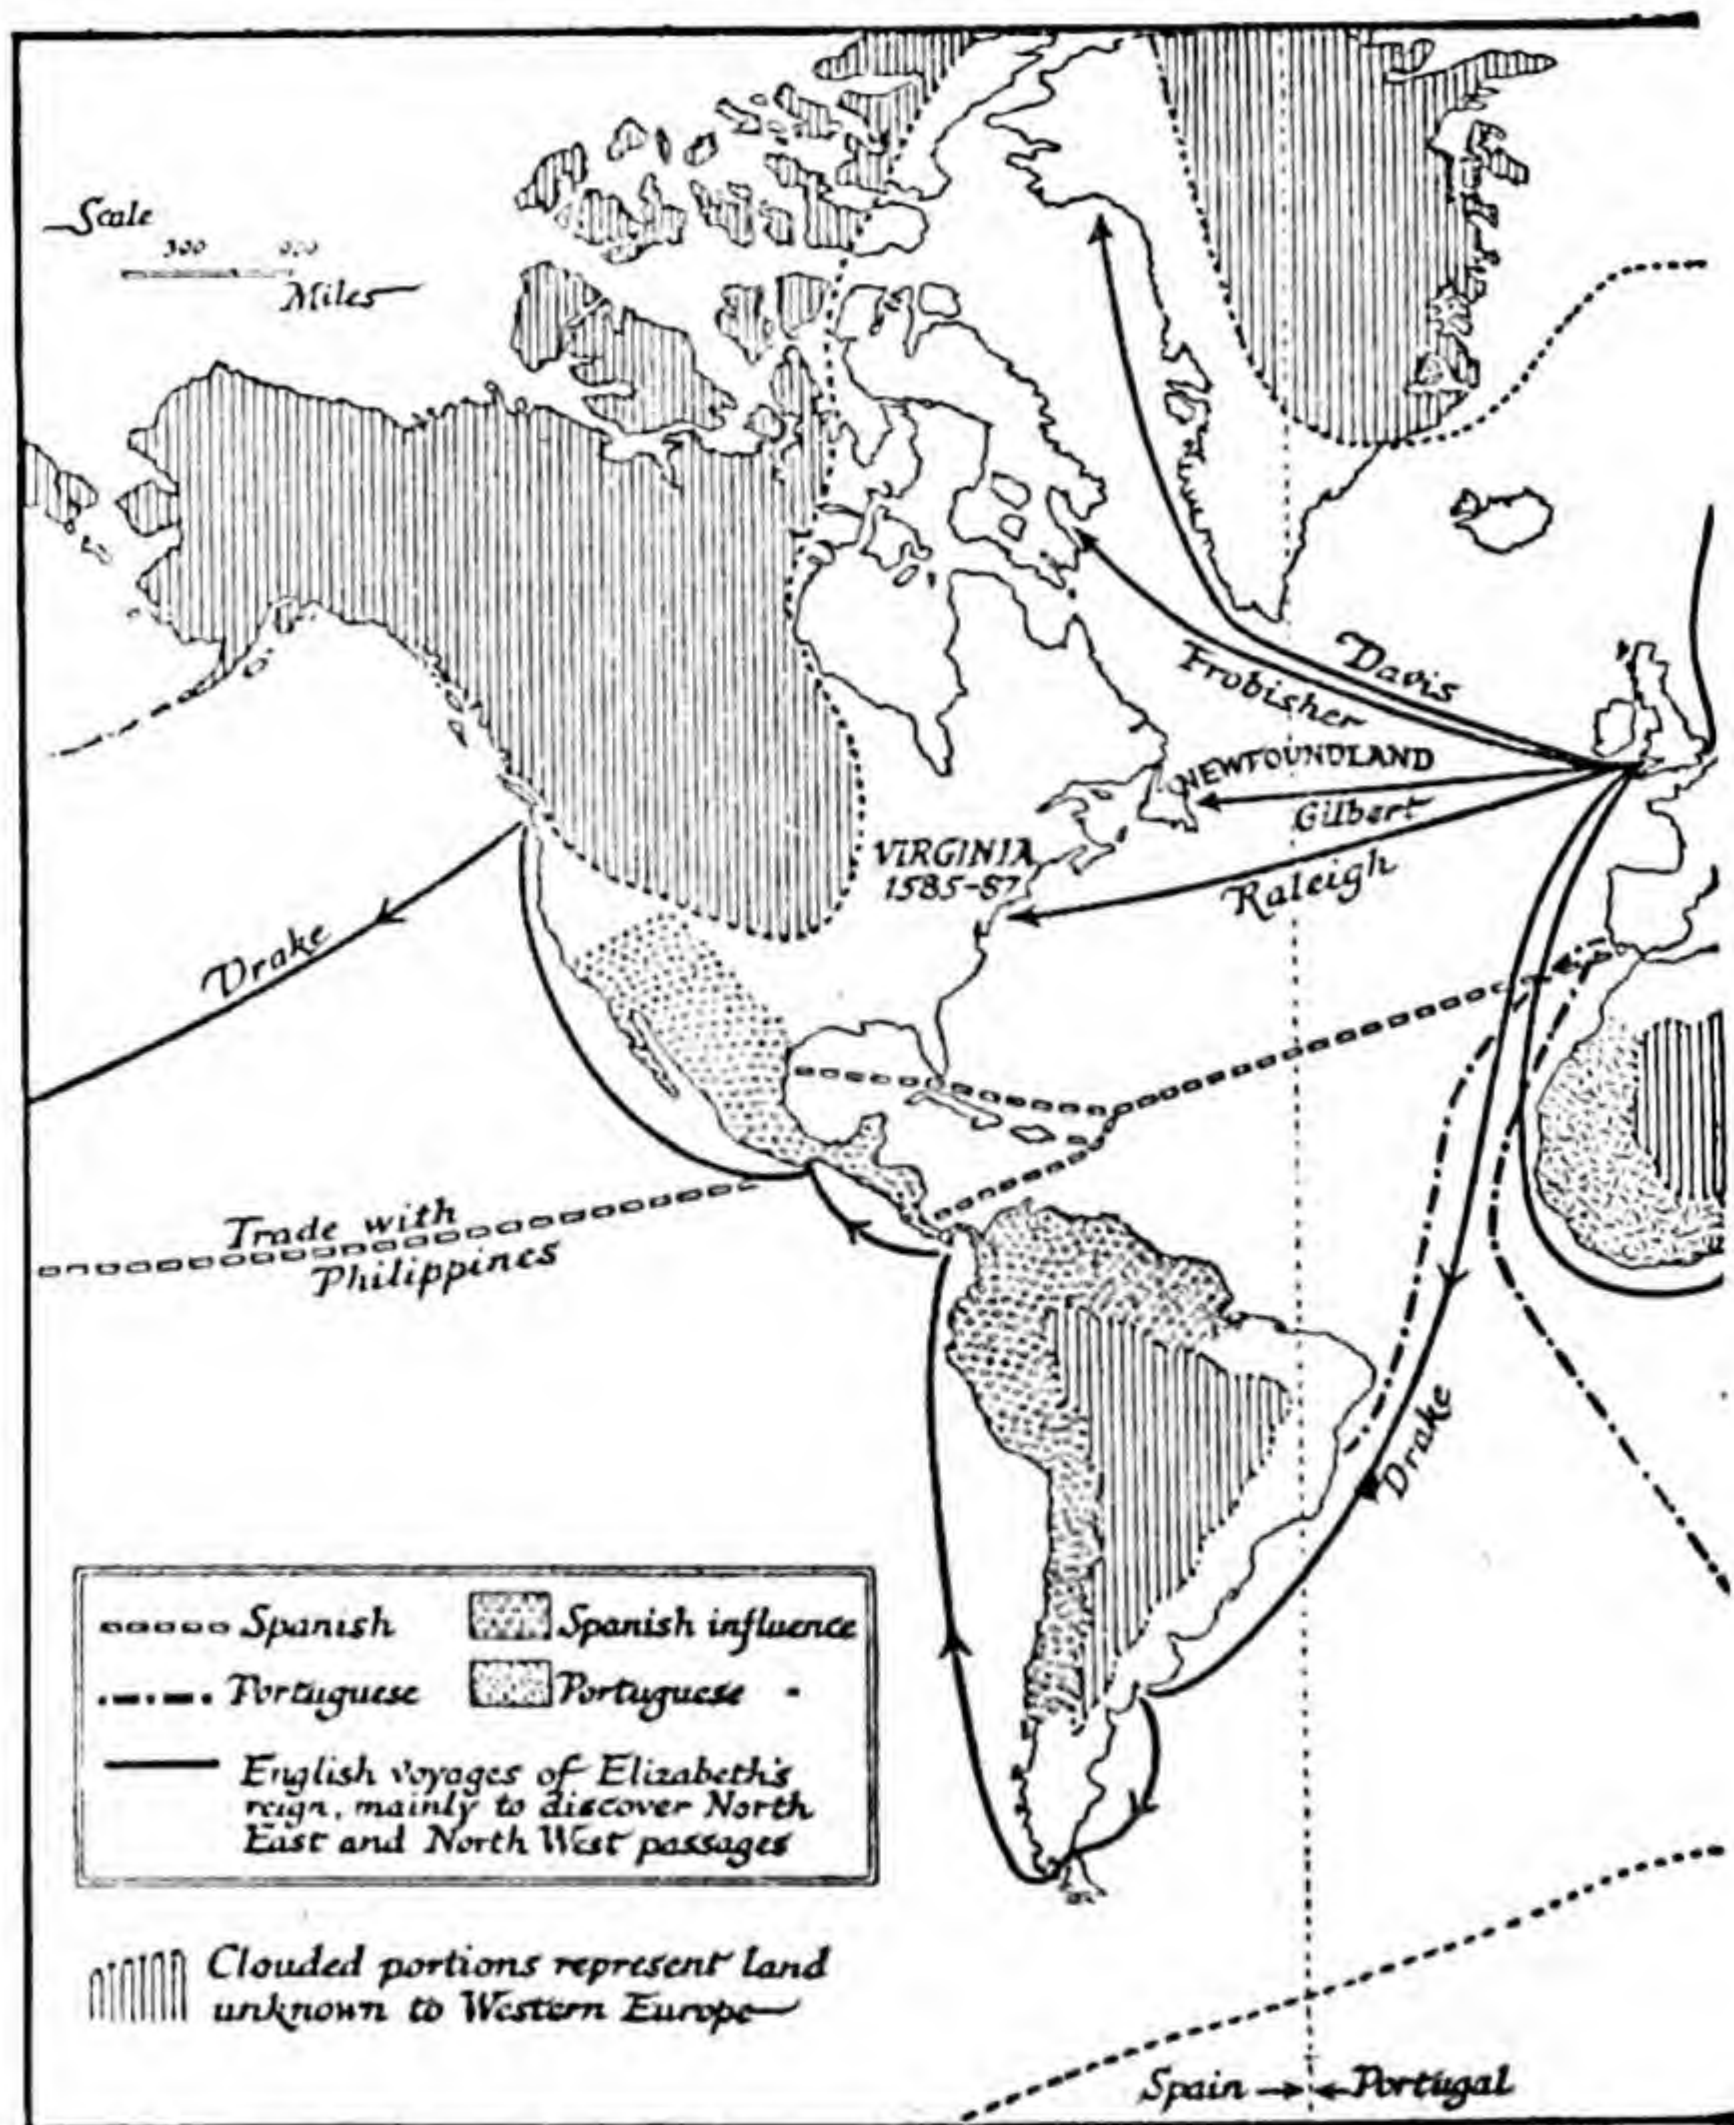 Scale
300
Miles
Davis
Frobisher
NEWFOUNDLAND
Gilbert
VIRGINIA
1585-87
Raleigh
Drake
Trade with
Philippines
Drake
Spanish
Spanish influence
Portuguese
Portuguese "
English voyages of Elizabeth's
reign, mainly to discover North
East and North West passages
Clouded portions represent land
unknown to Western Europe
Spain → ← Portugal